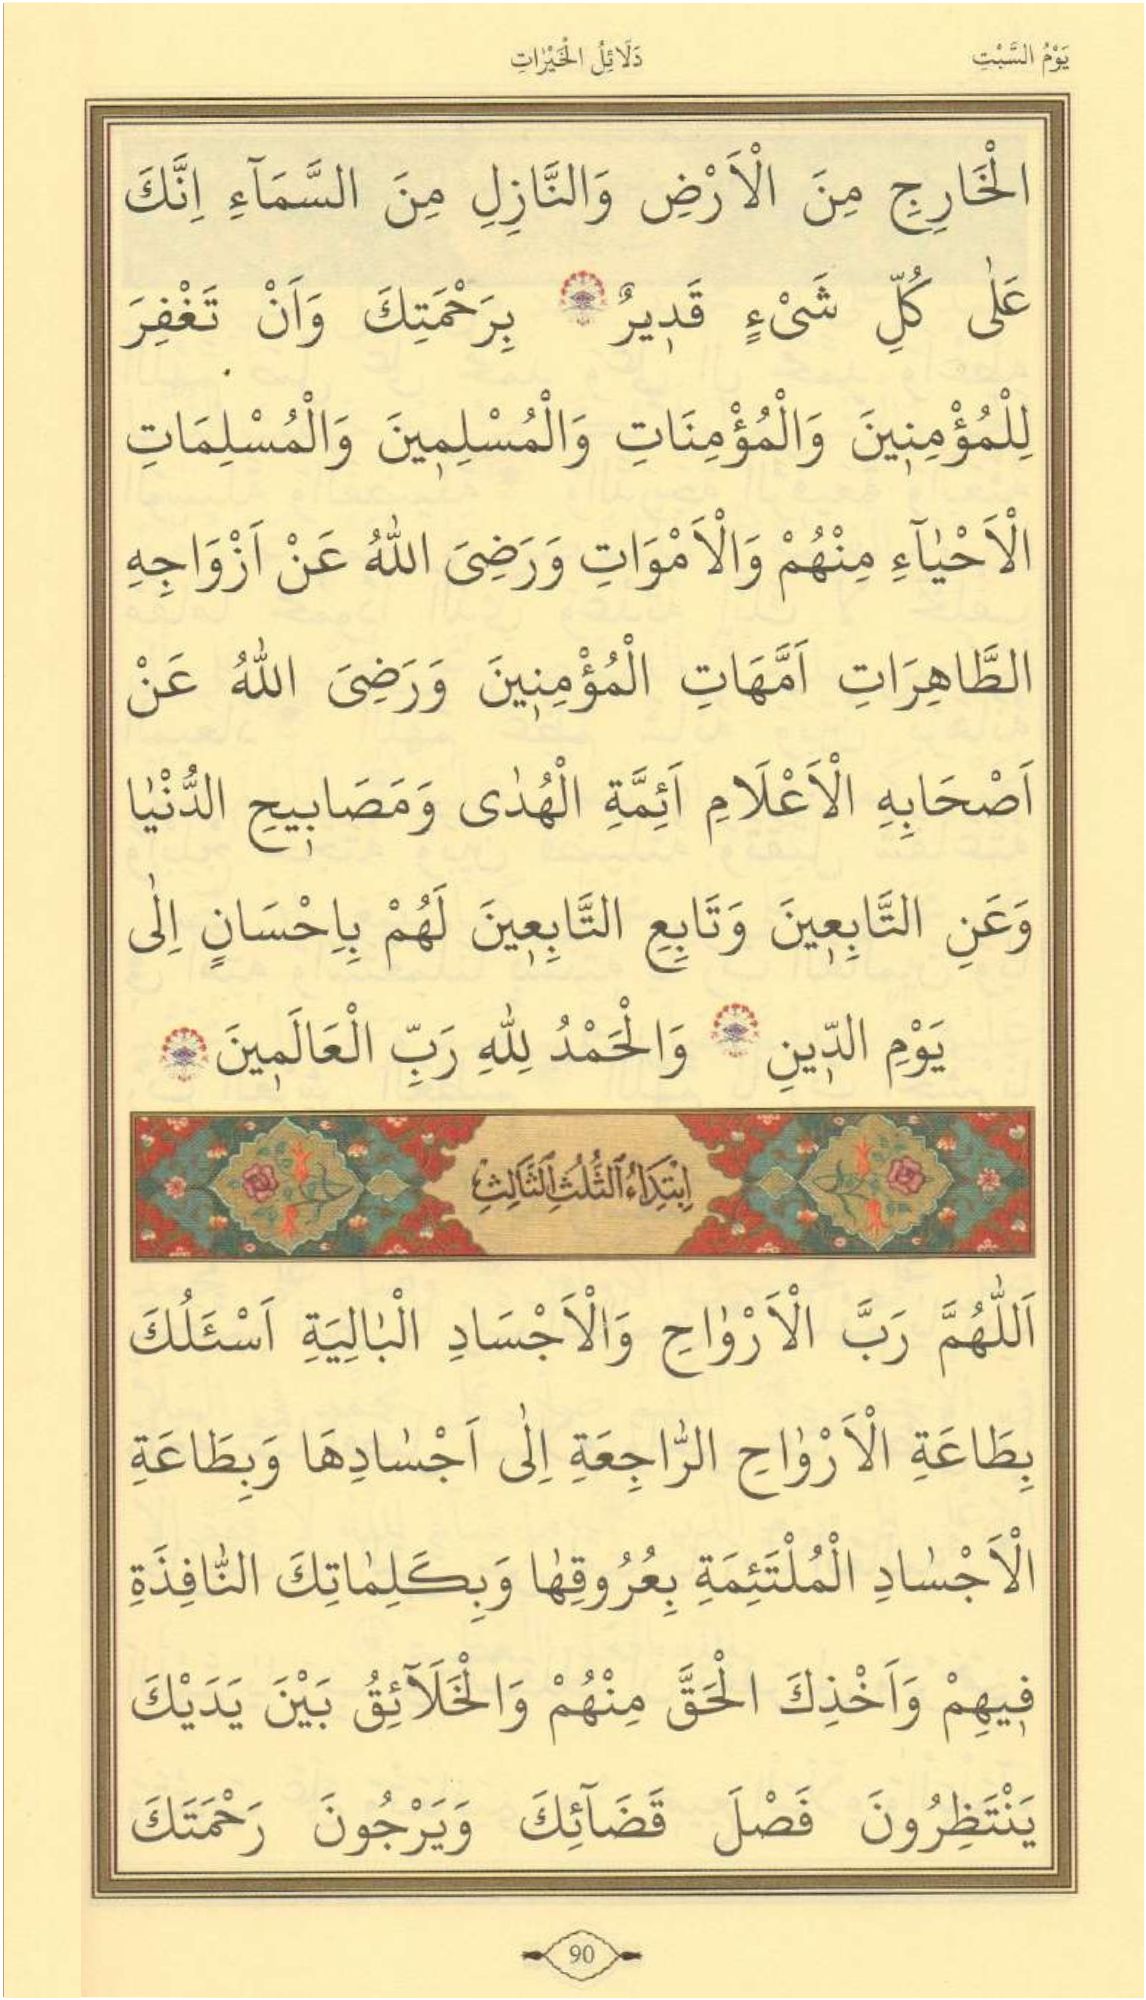 يَوْمُ السَّبْتِ
دَلَائِلُ الْخَيْرَاتِ
الْخَارِجِ مِنَ الْاَرْضِ وَالنَّازِلِ مِنَ السَّمَآءِ اِنَّكَ
عَلٰى كُلِّ شَىْءٍ قَدٖيرٌ بِرَحْمَتِكَ وَاَنْ تَغْفِرَ
لِلْمُؤْمِنٖينَ وَالْمُؤْمِنَاتِ وَالْمُسْلِمٖينَ وَالْمُسْلِمَاتِ
الْاَحْيَٓاءِ مِنْهُمْ وَالْاَمْوَاتِ وَرَضِىَ اللّٰهُ عَنْ اَزْوَاجِهِ
الطَّاهِرَاتِ اَمَّهَاتِ الْمُؤْمِنٖينَ وَرَضِىَ اللّٰهُ عَنْ
اَصْحَابِهِ الْاَعْلَامِ اَئِمَّةِ الْهُدٰى وَمَصَابٖيحِ الدُّنْيٰا
وَعَنِ التَّابِعٖينَ وَتَابِعِ التَّابِعٖينَ لَهُمْ بِاِحْسَانٍ اِلٰى
يَوْمِ الدّٖينِ وَالْحَمْدُ لِلّٰهِ رَبِّ الْعَالَمٖينَ
اِبْتِدَاءُ الثُّلُثِ الثَّالِثِ
اَللّٰهُمَّ رَبَّ الْاَرْوٰاحِ وَالْاَجْسَادِ الْبٰالِيَةِ اَسْئَلُكَ
بِطَاعَةِ الْاَرْوٰاحِ الرّٰاجِعَةِ اِلٰى اَجْسٰادِهَا وَبِطَاعَةِ
الْاَجْسٰادِ الْمُلْتَئِمَةِ بِعُرُوقِهٰا وَبِكَلِمٰاتِكَ النّٰافِذَةِ
فٖيهِمْ وَاَخْذِكَ الْحَقَّ مِنْهُمْ وَالْخَلَٓائِقُ بَيْنَ يَدَيْكَ
يَنْتَظِرُونَ فَصْلَ قَضَٓائِكَ وَيَرْجُونَ رَحْمَتَكَ
90